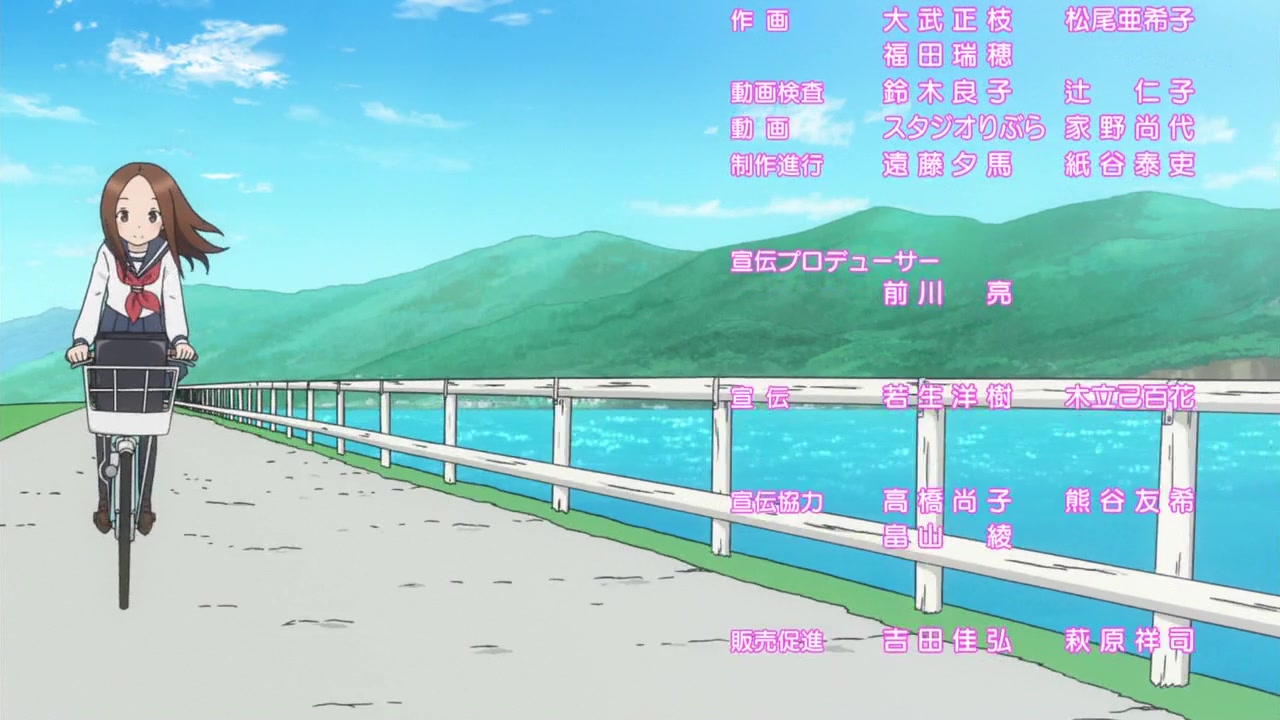 作画 大武正枝 松尾亜希子
福田瑞穂
動画検査 鈴木良子 辻 仁子
動画 スタジオりぶら 家野尚代
制作進行 遠藤夕馬 紙谷泰吏
宣伝プロデューサー
前川 亮
宣伝 若生洋樹 木立己百花
宣伝協力 高橋尚子 熊谷友希
畠山 綾
販売促進 吉田佳弘 萩原祥司